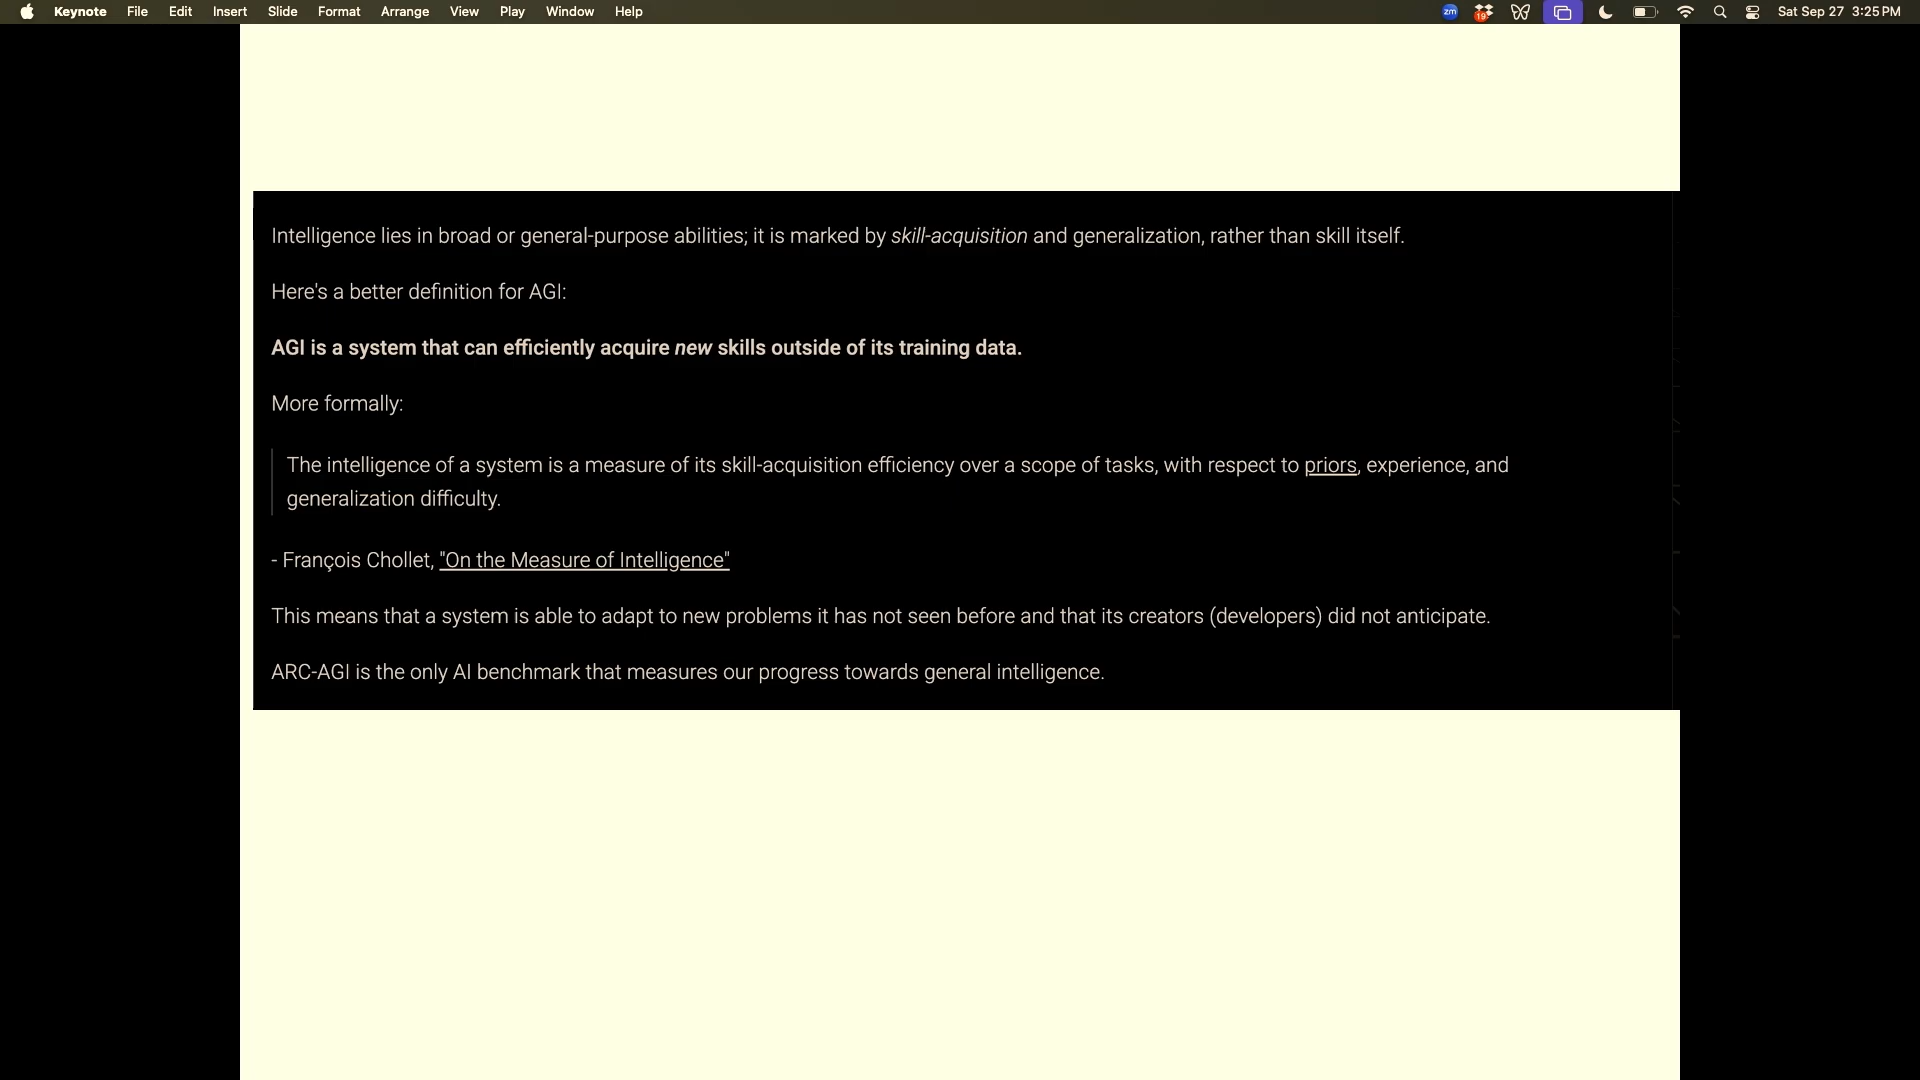 Keynote File Edit Insert Slide Format Arrange View Play Window Help zm 19 Sat Sep 27 3:25 PM
Intelligence lies in broad or general-purpose abilities; it is marked by skill-acquisition and generalization, rather than skill itself.
Here's a better definition for AGI:
AGI is a system that can efficiently acquire new skills outside of its training data.
More formally:
The intelligence of a system is a measure of its skill-acquisition efficiency over a scope of tasks, with respect to priors, experience, and
generalization difficulty.
- François Chollet, "On the Measure of Intelligence"
This means that a system is able to adapt to new problems it has not seen before and that its creators (developers) did not anticipate.
ARC-AGI is the only AI benchmark that measures our progress towards general intelligence.